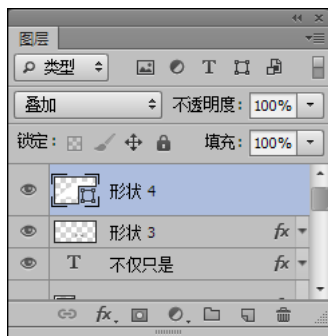 图层
类型
T
叠加
不透明度: 100%
锁定: 填充: 100%
形状 4
形状 3 fx
T 不仅只是 fx
fx.